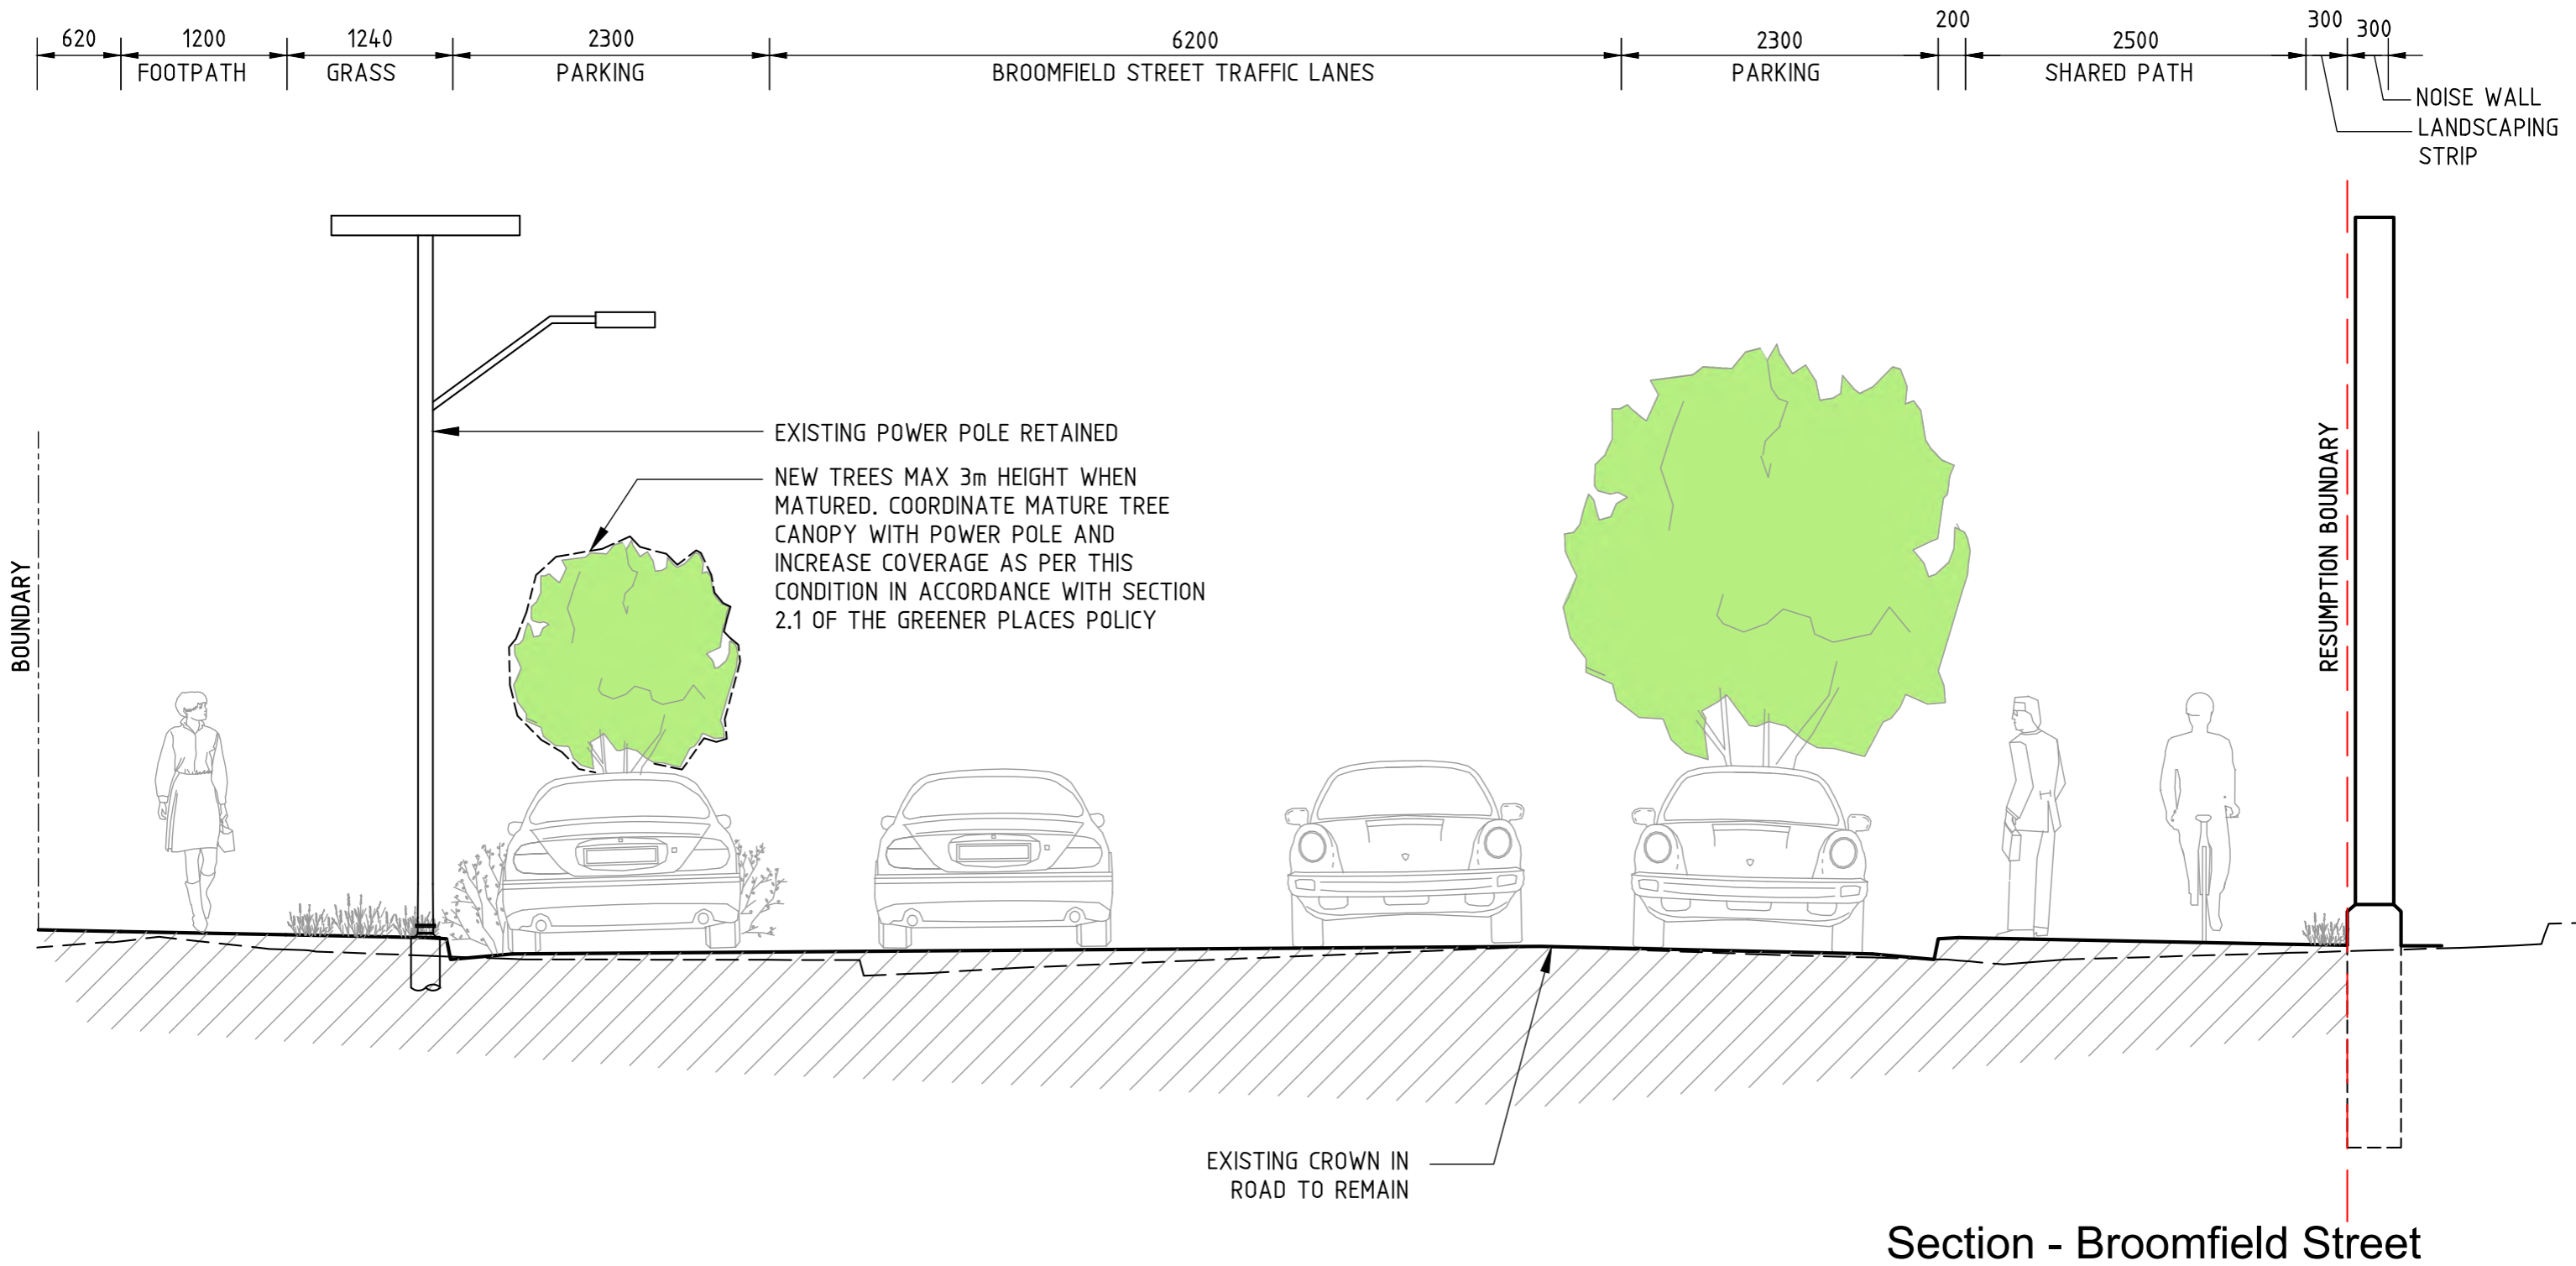 620
1200
1240
2300
6200
2300
200
2500
300
300
FOOTPATH
GRASS
PARKING
BROOMFIELD STREET TRAFFIC LANES
PARKING
SHARED PATH
NOISE WALL
LANDSCAPING
STRIP
EXISTING POWER POLE RETAINED
NEW TREES MAX 3m HEIGHT WHEN
MATURED. COORDINATE MATURE TREE
CANOPY WITH POWER POLE AND
INCREASE COVERAGE AS PER THIS
CONDITION IN ACCORDANCE WITH SECTION
2.1 OF THE GREENER PLACES POLICY
BOUNDARY
RESUMPTION BOUNDARY
EXISTING CROWN IN
ROAD TO REMAIN
Section - Broomfield Street